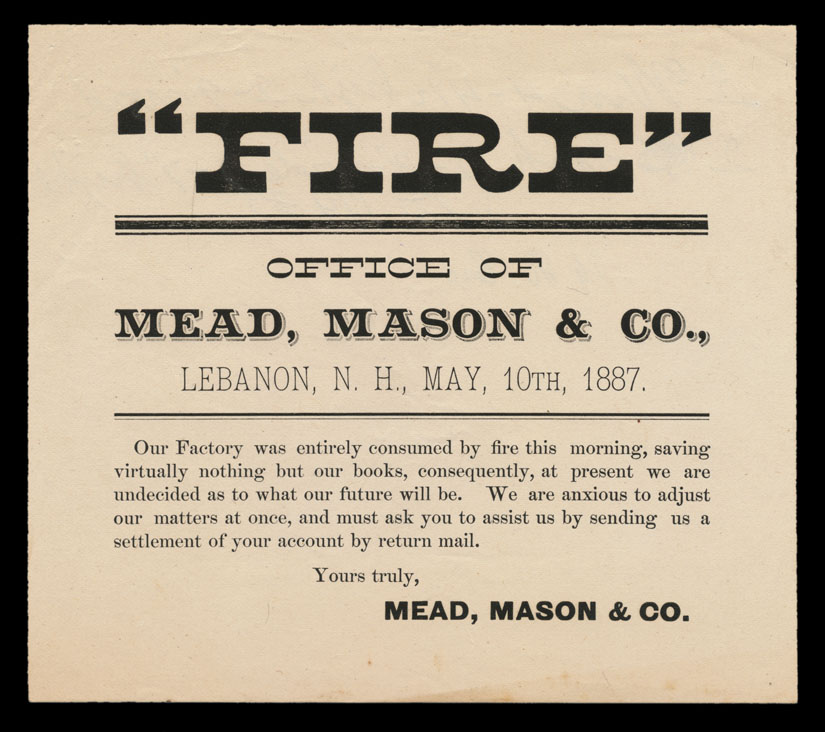 “FIRE”
OFFICE OF
MEAD, MASON & CO.,
LEBANON, N. H., MAY, 10TH, 1887.
Our Factory was entirely consumed by fire this morning, saving
virtually nothing but our books, consequently, at present we are
undecided as to what our future will be. We are anxious to adjust
our matters at once, and must ask you to assist us by sending us a
settlement of your account by return mail.
Yours truly,
MEAD, MASON & CO.